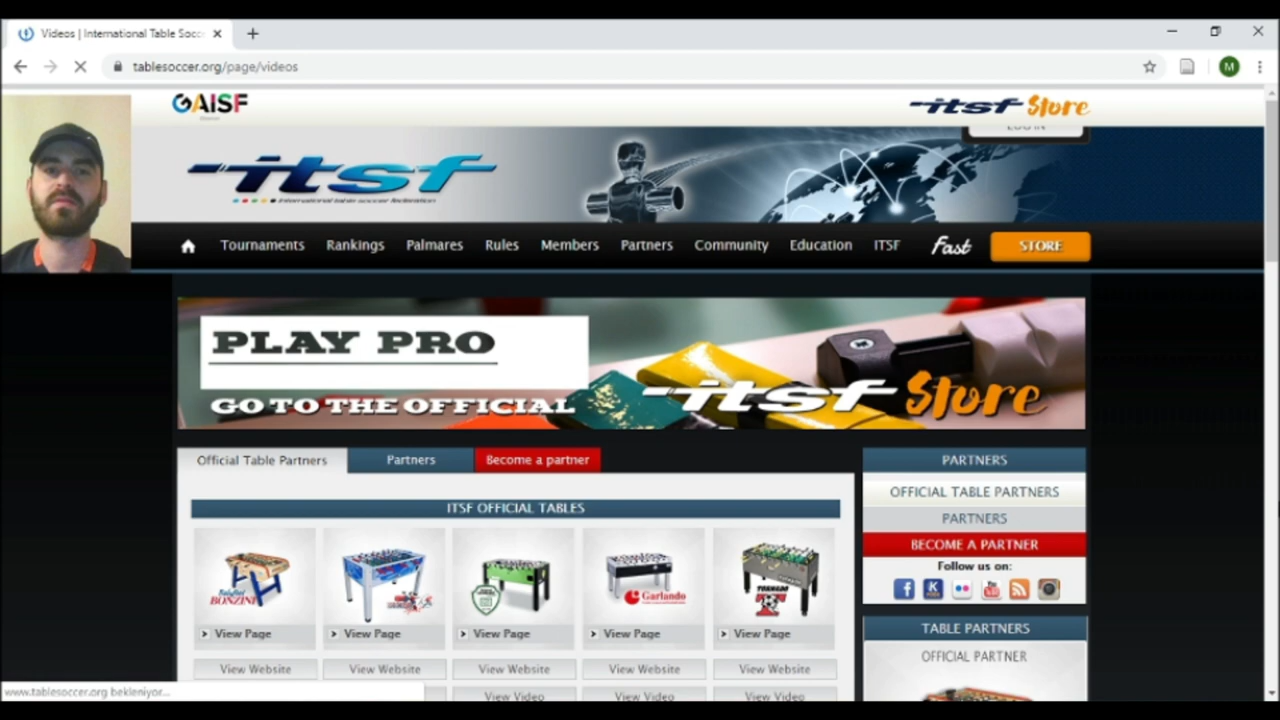 Videos | International Table Socc
tablesoccer.org/page/videos
M
GAISF
itsf Store
LOG IN
itsf
international table soccer federation
Tournaments Rankings Palmares Rules Members Partners Community Education ITSF Fast STORE
PLAY PRO
GO TO THE OFFICIAL itsf Store
Official Table Partners Partners Become a partner
ITSF OFFICIAL TABLES
BONZINI Garlando TORNADO
View Page View Page View Page View Page View Page
View Website View Website View Website View Website View Website
View Video View Video View Video
PARTNERS
OFFICIAL TABLE PARTNERS
PARTNERS
BECOME A PARTNER
Follow us on:
TABLE PARTNERS
OFFICIAL PARTNER
www.tablesoccer.org bekleniyor...